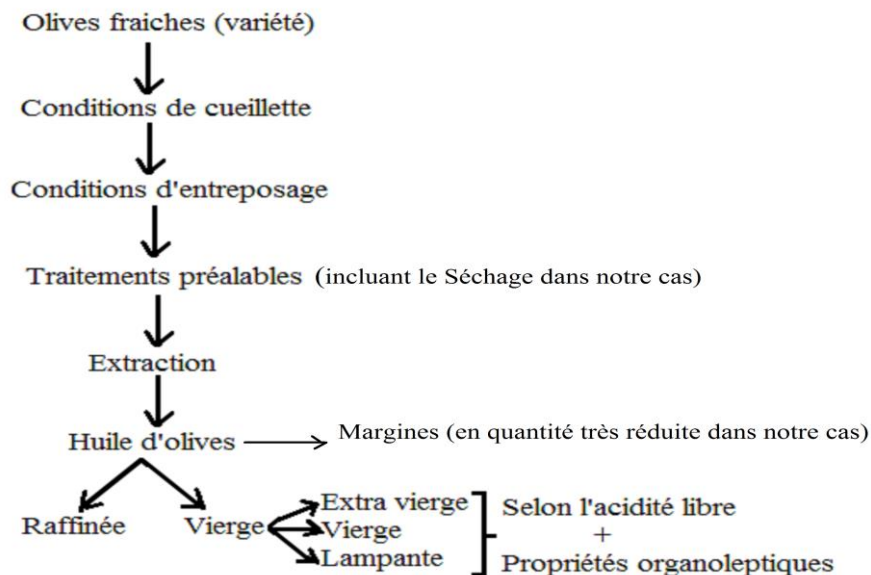 Olives fraiches (variété)
Conditions de cueillette
Conditions d'entreposage
Traitements préalables (incluant le Séchage dans notre cas)
Extraction
Huile d'olives
Margines (en quantité très réduite dans notre cas)
Raffinée
Vierge
Extra vierge
Vierge
Lampante
Selon l'acidité libre
+
Propriétés organoleptiques